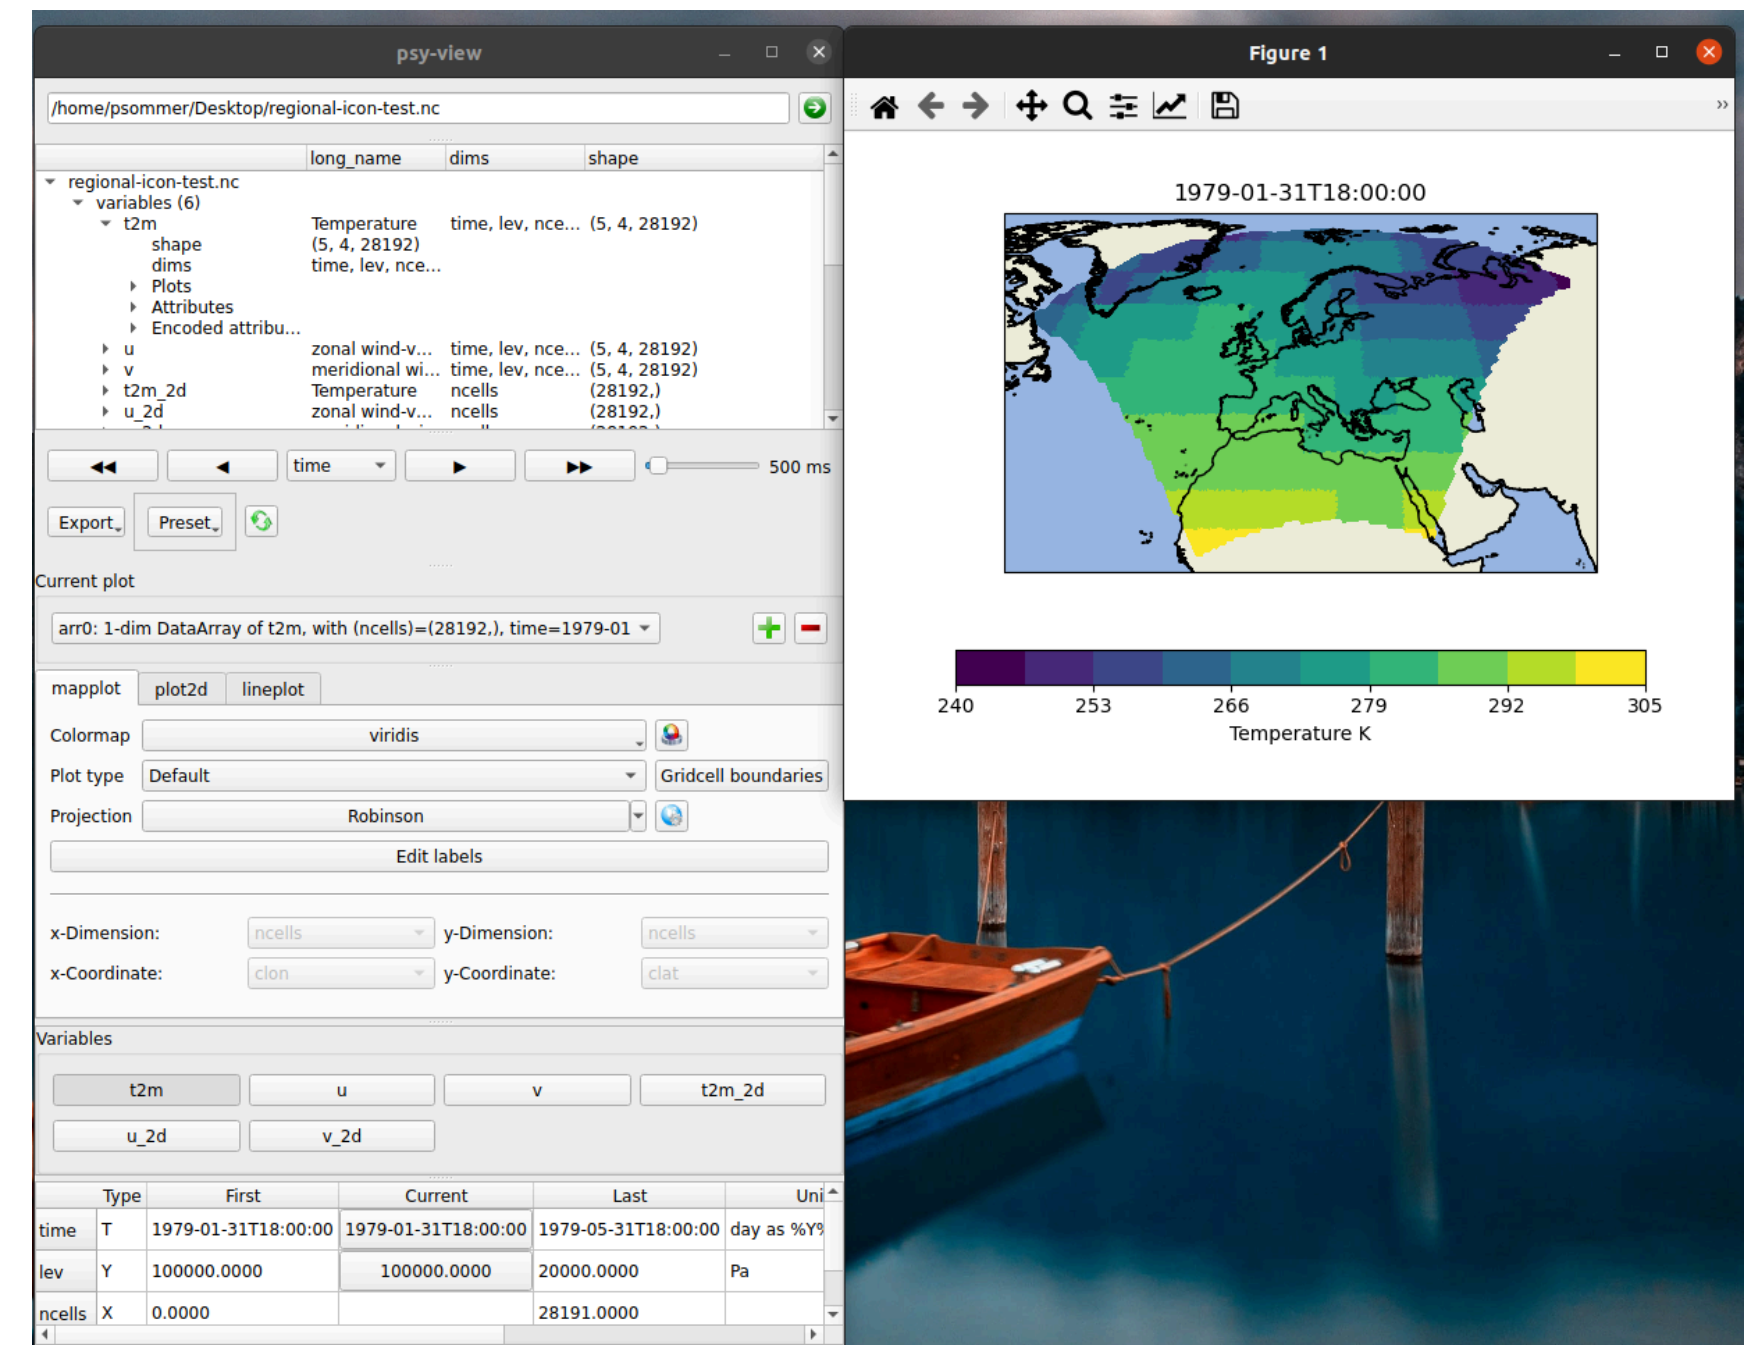 psy-view
/home/psommer/Desktop/regional-icon-test.nc
long_name dims shape
regional-icon-test.nc
variables (6)
t2m Temperature time, lev, nce... (5, 4, 28192)
shape (5, 4, 28192)
dims time, lev, nce...
Plots
Attributes
Encoded attribu...
u zonal wind-v... time, lev, nce... (5, 4, 28192)
v meridional wi... time, lev, nce... (5, 4, 28192)
t2m_2d Temperature ncells (28192,)
u_2d zonal wind-v... ncells (28192,)
time 500 ms
Export Preset
Current plot
arr0: 1-dim DataArray of t2m, with (ncells)=(28192,), time=1979-01
mapplot plot2d lineplot
Colormap viridis
Plot type Default Gridcell boundaries
Projection Robinson
Edit labels
x-Dimension: ncells y-Dimension: ncells
x-Coordinate: clon y-Coordinate: clat
Variables
t2m u v t2m_2d
u_2d v_2d
Type First Current Last Uni
time T 1979-01-31T18:00:00 1979-01-31T18:00:00 1979-05-31T18:00:00 day as %Y%
lev Y 100000.0000 100000.0000 20000.0000 Pa
ncells X 0.0000 28191.0000
Figure 1
1979-01-31T18:00:00
240 253 266 279 292 305
Temperature K